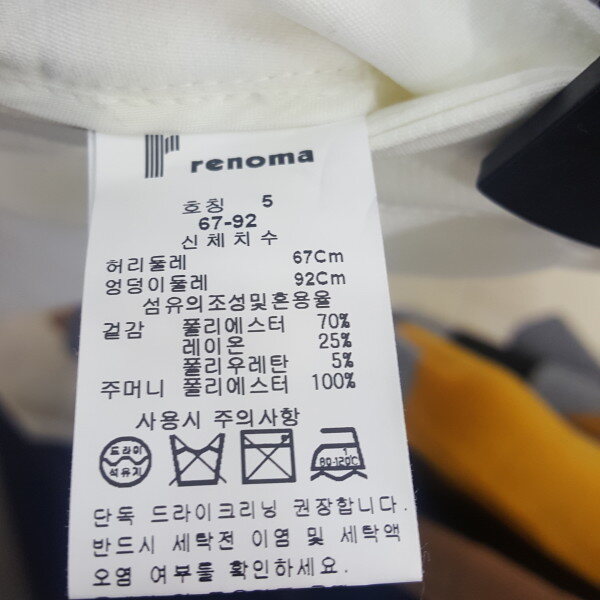 renoma
호칭 5
67-92
신체치수
허리둘레 67Cm
엉덩이둘레 92Cm
섬유의조성및혼용율
겉감 폴리에스터 70%
레이온 25%
폴리우레탄 5%
주머니 폴리에스터 100%
사용시 주의사항
드라이
석유지
1
80-120℃
단독 드라이크리닝 권장합니다.
반드시 세탁전 이염 및 세탁액
오염 여부를 확인하세요.